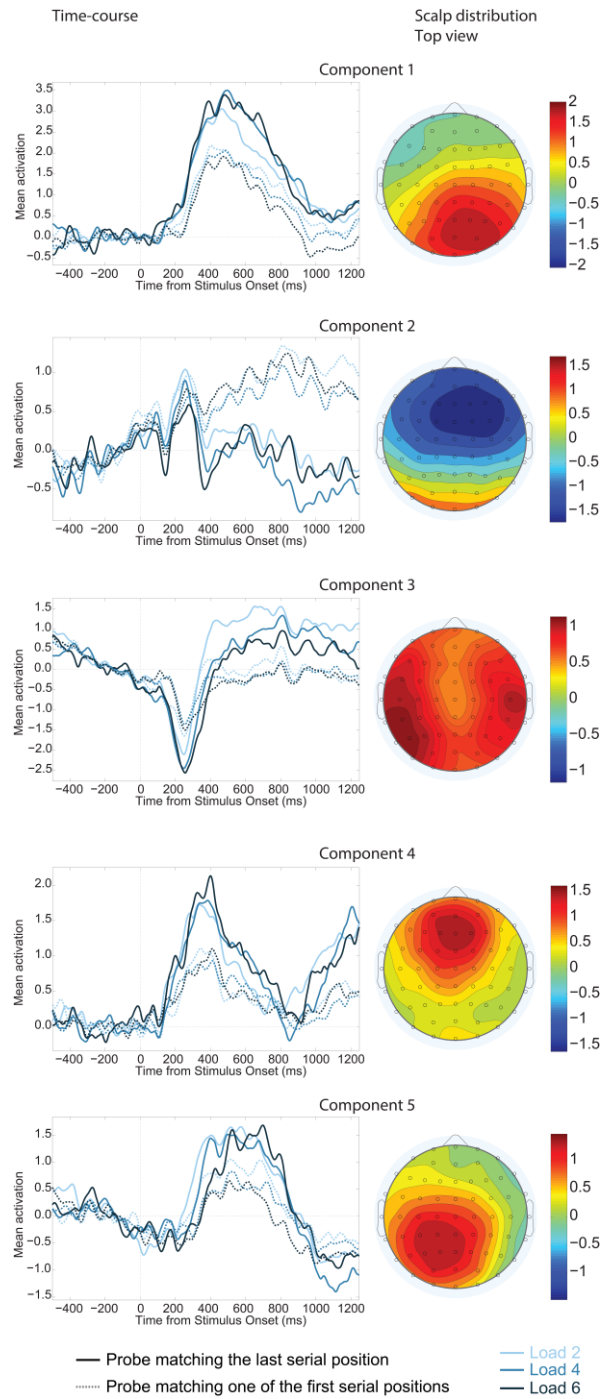 Time-course
Scalp distribution
Top view
Component 1
Mean activation
3.5
3.0
2.5
2.0
1.5
1.0
0.5
0.0
−0.5
−400 −200 0 200 400 600 800 1000 1200
Time from Stimulus Onset (ms)
2
1.5
1
0.5
0
−0.5
−1
−1.5
−2
Component 2
Mean activation
1.0
0.5
0.0
−0.5
−400 −200 0 200 400 600 800 1000 1200
Time from Stimulus Onset (ms)
1.5
1
0.5
0
−0.5
−1
−1.5
Component 3
Mean activation
1.5
1.0
0.5
0.0
−0.5
−1.0
−1.5
−2.0
−2.5
−400 −200 0 200 400 600 800 1000 1200
Time from Stimulus Onset (ms)
1
0.5
0
−0.5
−1
Component 4
Mean activation
2.0
1.5
1.0
0.5
0.0
−400 −200 0 200 400 600 800 1000 1200
Time from Stimulus Onset (ms)
1.5
1
0.5
0
−0.5
−1
−1.5
Component 5
Mean activation
1.5
1.0
0.5
0.0
−0.5
−1.0
−1.5
−400 −200 0 200 400 600 800 1000 1200
Time from Stimulus Onset (ms)
1
0.5
0
−0.5
−1
Probe matching the last serial position
Probe matching one of the first serial positions
Load 2
Load 4
Load 6